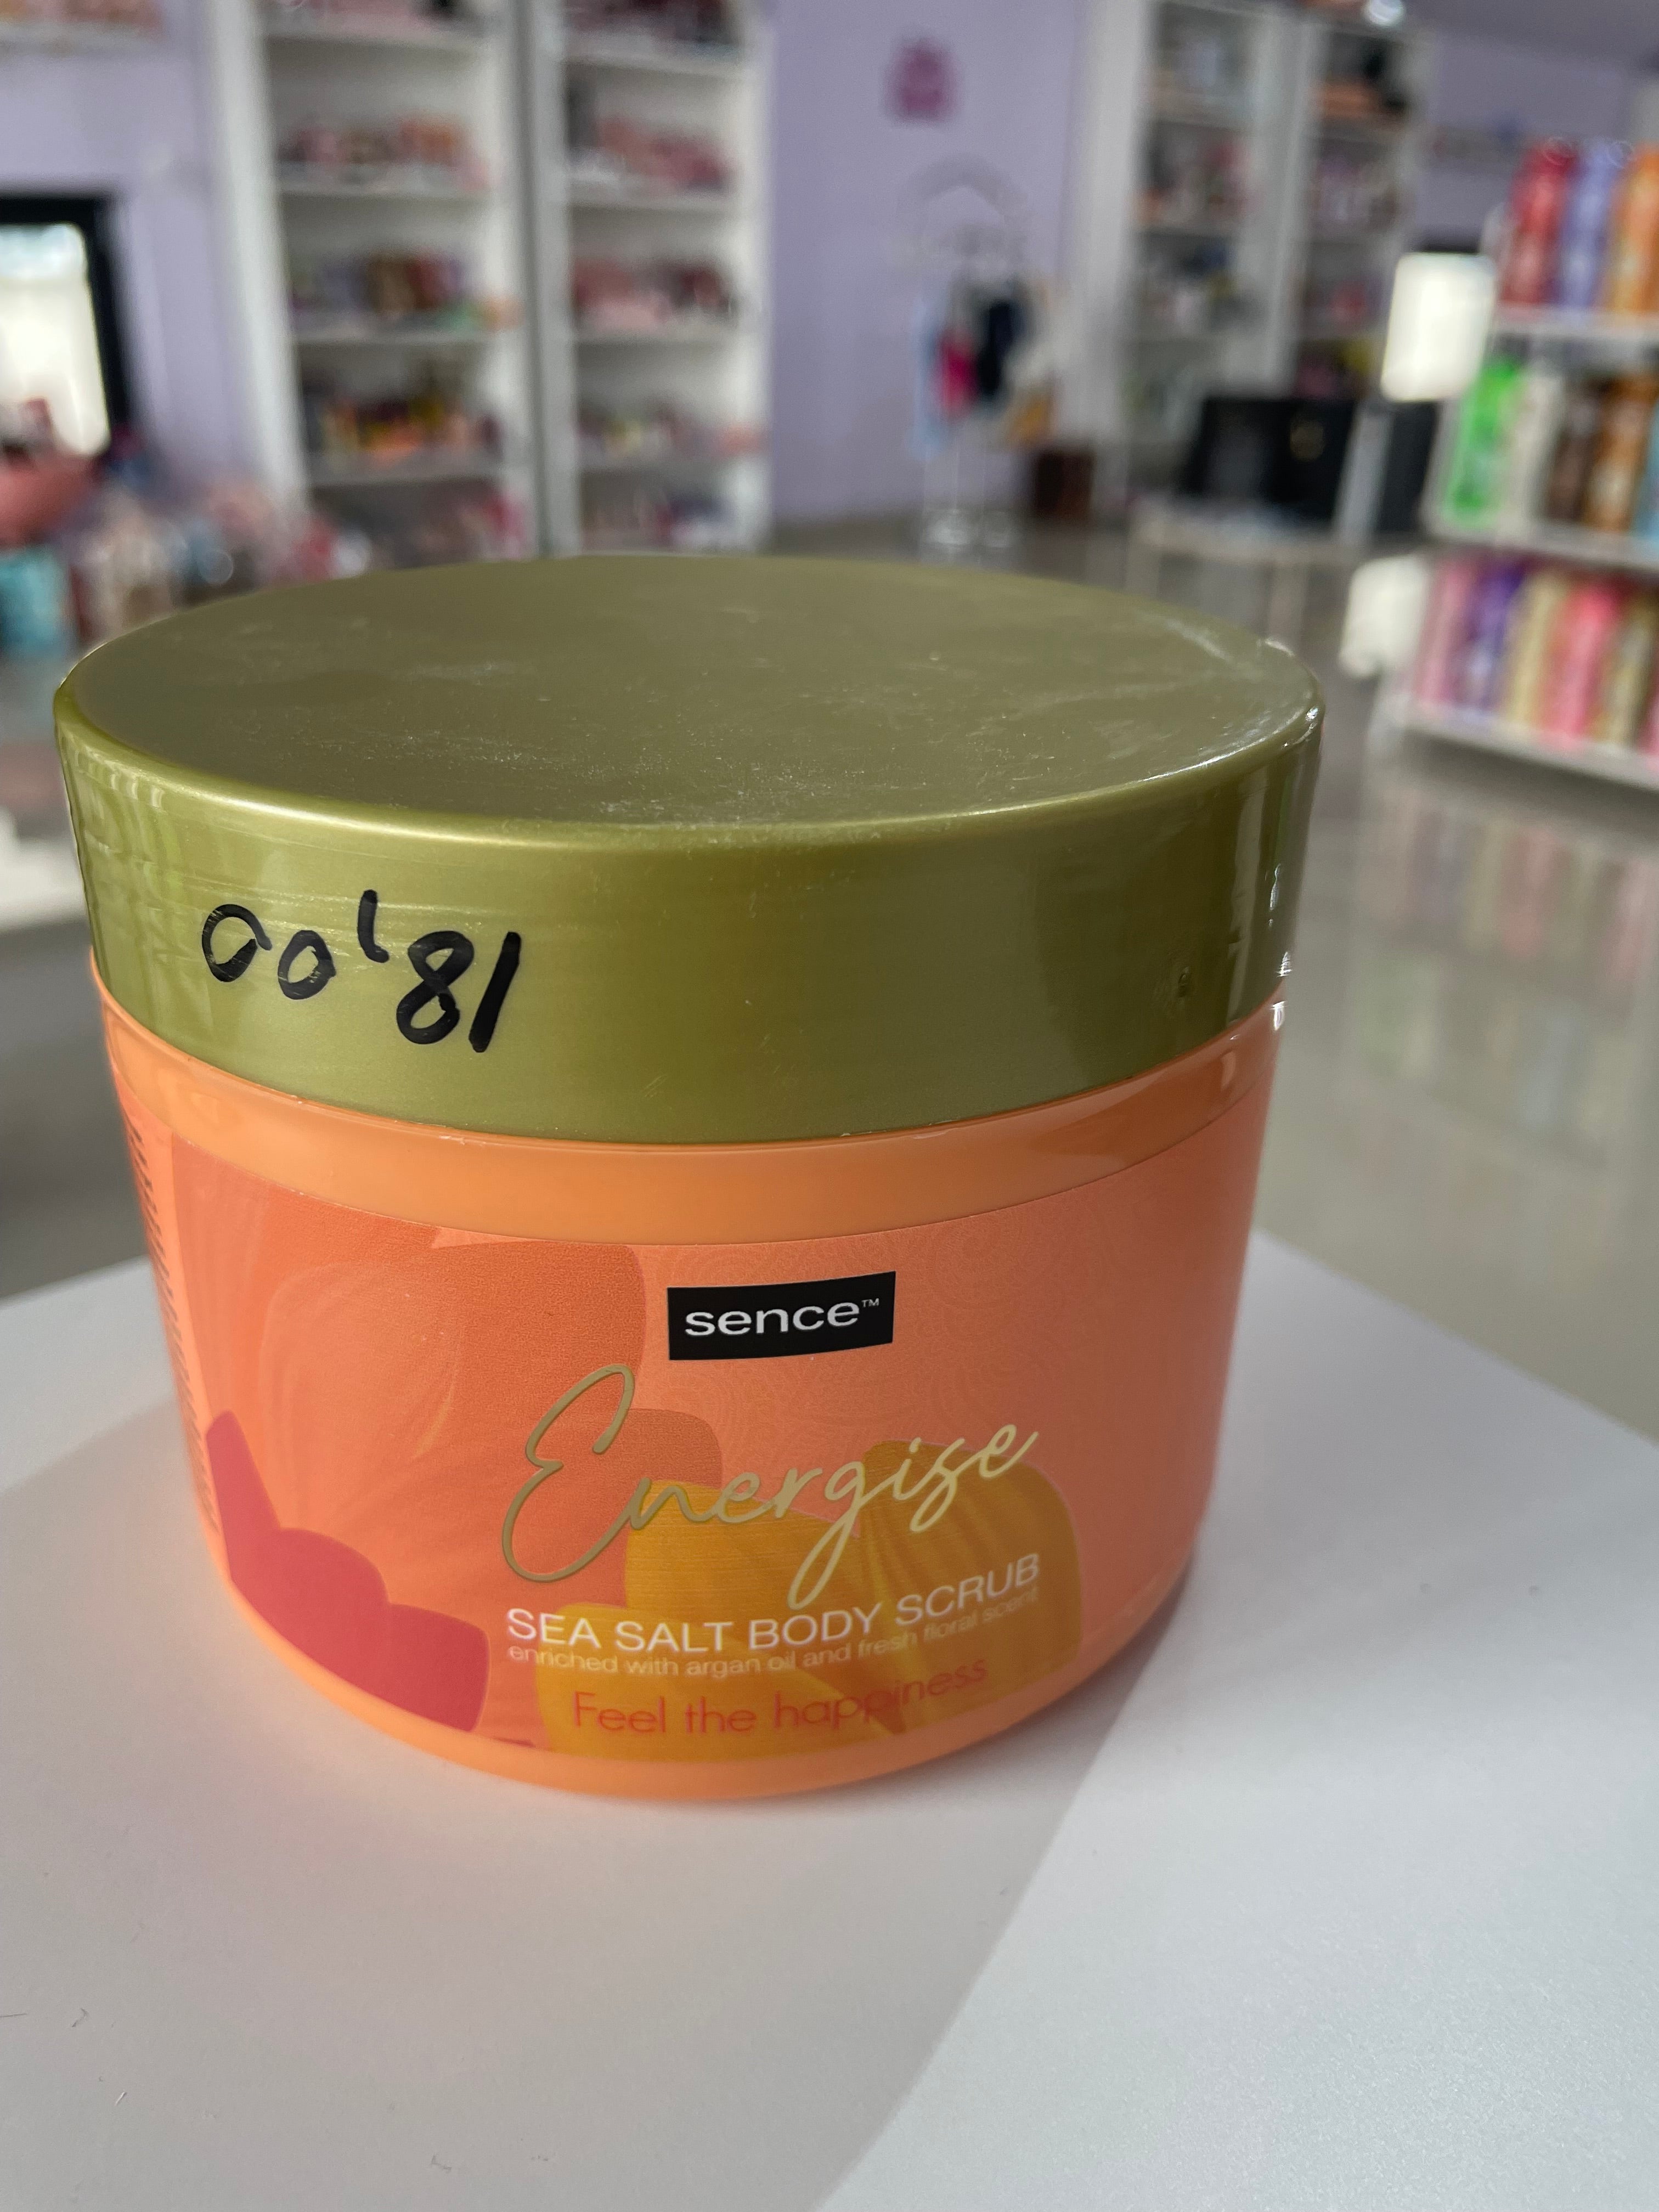 18,00
sence™
Energise
SEA SALT BODY SCRUB
enriched with argan oil and fresh floral scent
Feel the happiness